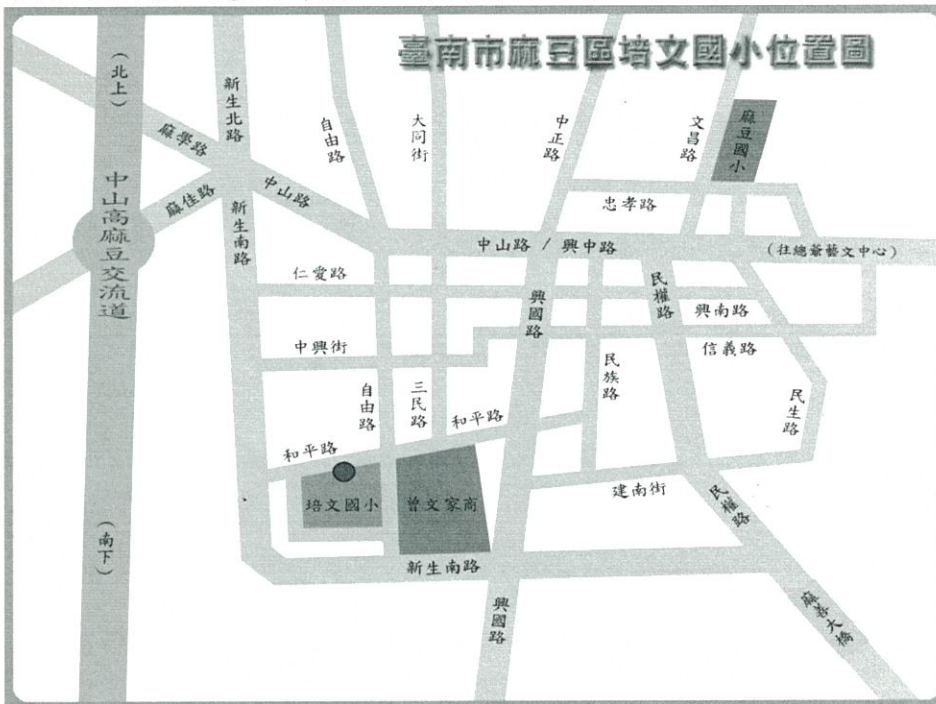 臺南市麻豆區培文國小位置圖
(北上)
中山高麻豆交流道
(南下)
新生北路
麻學路
麻佳路
新生南路
中山路
自由路
大同街
中正路
文昌路
麻豆國小
忠孝路
中山路 / 興中路
(往總爺藝文中心)
仁愛路
興國路
民權路
興南路
中興街
信義路
自由路
三民路
民族路
民生路
和平路
和平路
培文國小
曾文家商
建南街
民權路
新生南路
興國路
麻善大橋